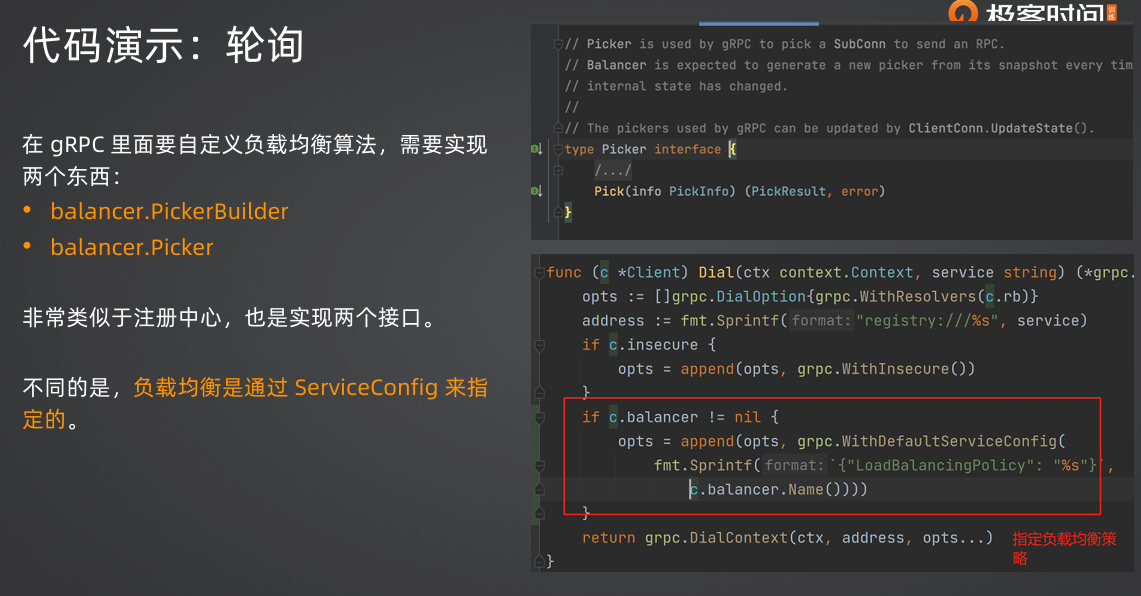 代码演示：轮询
极客时间
训练
在 gRPC 里面要自定义负载均衡算法，需要实现
两个东西：
• balancer.PickerBuilder
• balancer.Picker
非常类似于注册中心，也是实现两个接口。
不同的是，负载均衡是通过 ServiceConfig 来指
定的。
// Picker is used by gRPC to pick a SubConn to send an RPC.
// Balancer is expected to generate a new picker from its snapshot every tim
// internal state has changed.
//
// The pickers used by gRPC can be updated by ClientConn.UpdateState().
type Picker interface {
/.../
Pick(info PickInfo) (PickResult, error)
}
func (c *Client) Dial(ctx context.Context, service string) (*grpc.
opts := []grpc.DialOption{grpc.WithResolvers(c.rb)}
address := fmt.Sprintf( format: "registry:///%s", service)
if c.insecure {
opts = append(opts, grpc.WithInsecure())
}
if c.balancer != nil {
opts = append(opts, grpc.WithDefaultServiceConfig(
fmt.Sprintf( format: `{"LoadBalancingPolicy": "%s"}`,
c.balancer.Name())))
}
return grpc.DialContext(ctx, address, opts...)
}
指定负载均衡策
略